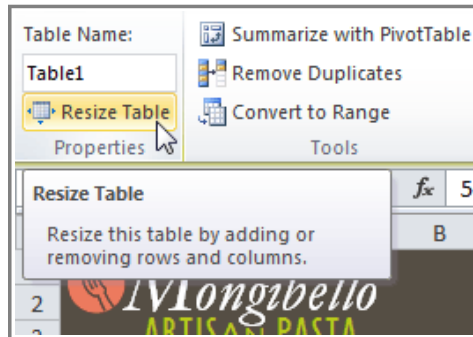 Table Name:
Table1
Resize Table
Properties
Summarize with PivotTable
Remove Duplicates
Convert to Range
Tools
Resize Table
Resize this table by adding or
removing rows and columns.
fx 5
B
2
Mongibello
ARTISAN PASTA